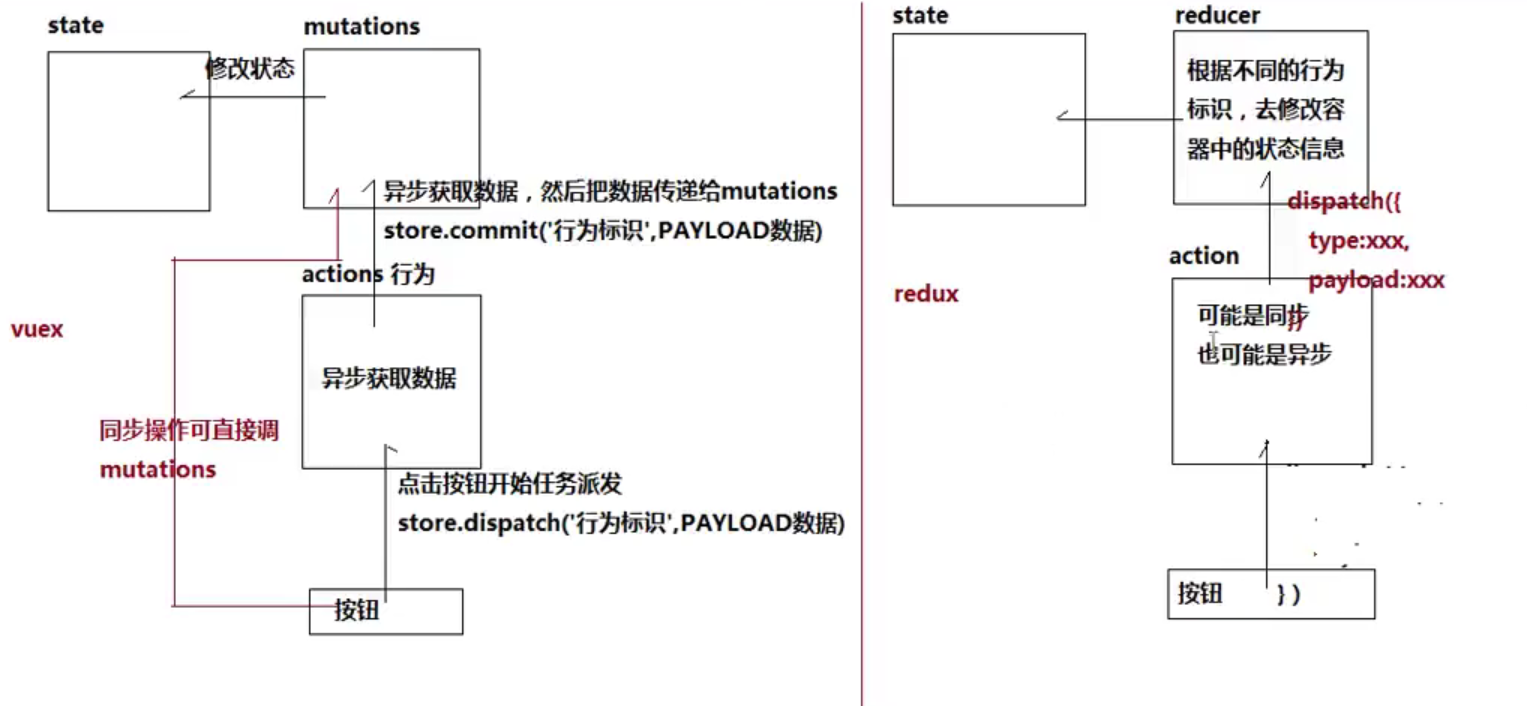 state
mutations
修改状态
异步获取数据，然后把数据传递给mutations
store.commit('行为标识',PAYLOAD数据)
actions 行为
vuex
异步获取数据
同步操作可直接调
mutations
点击按钮开始任务派发
store.dispatch('行为标识',PAYLOAD数据)
按钮
state
reducer
根据不同的行为
标识，去修改容
器中的状态信息
dispatch({
type:xxx,
payload:xxx
})
action
redux
可能是同步
也可能是异步
按钮 })